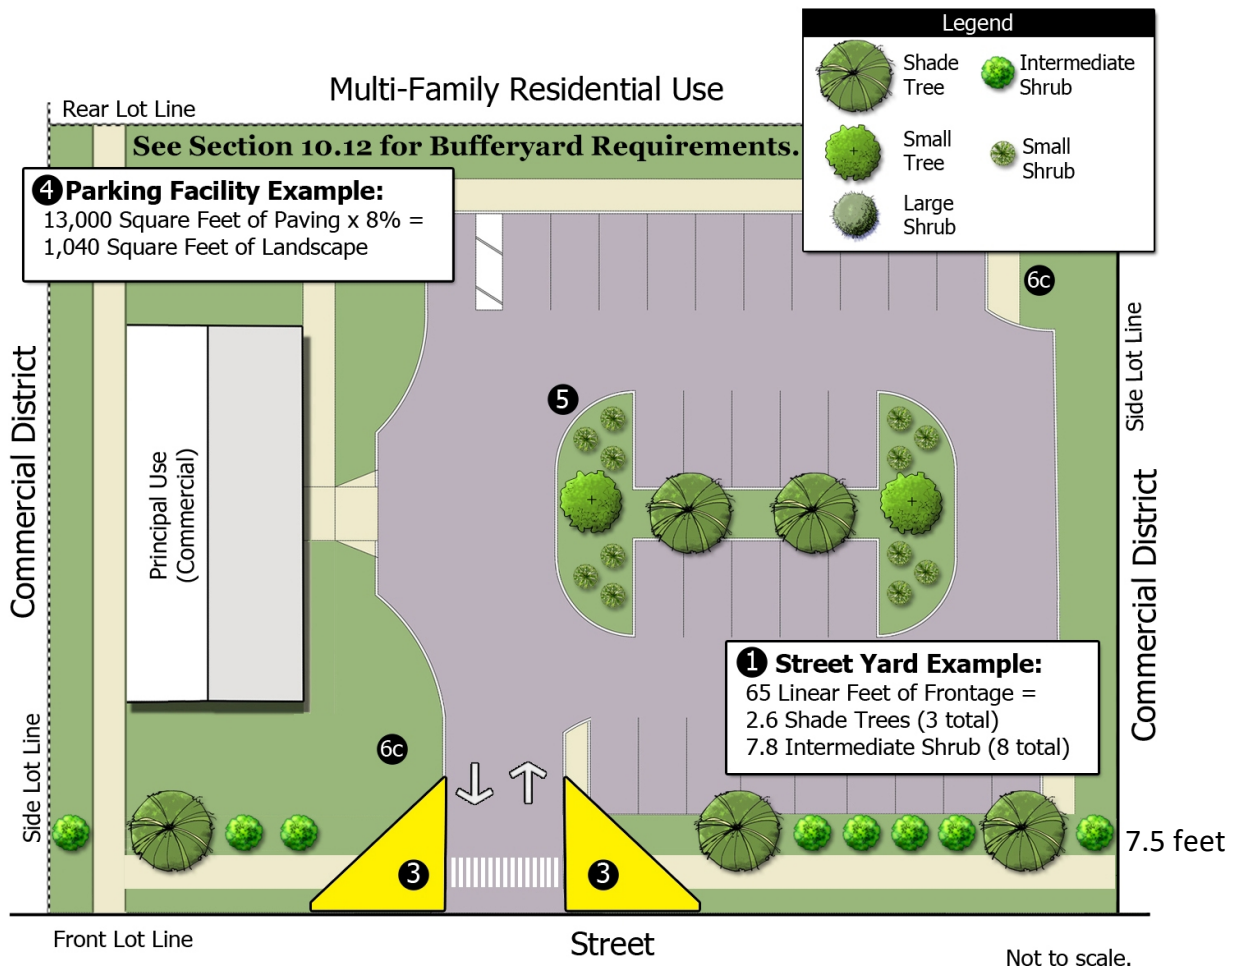 Legend
Shade
Tree
Intermediate
Shrub
Small
Tree
Small
Shrub
Large
Shrub
Multi-Family Residential Use
Rear Lot Line
See Section 10.12 for Bufferyard Requirements.
4 Parking Facility Example:
13,000 Square Feet of Paving x 8% =
1,040 Square Feet of Landscape
6c
Side Lot Line
Commercial District
5
Principal Use
(Commercial)
Commercial District
1 Street Yard Example:
65 Linear Feet of Frontage =
2.6 Shade Trees (3 total)
7.8 Intermediate Shrub (8 total)
6c
Side Lot Line
7.5 feet
3
3
Front Lot Line
Street
Not to scale.